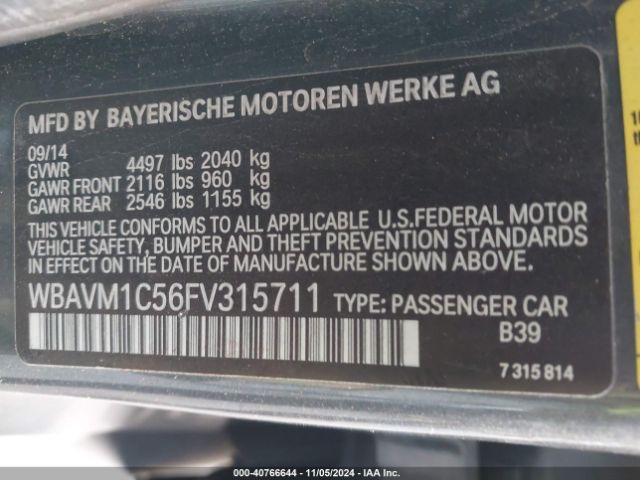 MFD BY BAYERISCHE MOTOREN WERKE AG
09/14
GVWR 4497 lbs 2040 kg
GAWR FRONT 2116 lbs 960 kg
GAWR REAR 2546 lbs 1155 kg
THIS VEHICLE CONFORMS TO ALL APPLICABLE U.S.FEDERAL MOTOR
VEHICLE SAFETY, BUMPER AND THEFT PREVENTION STANDARDS
IN EFFECT ON THE DATE OF MANUFACTURE SHOWN ABOVE.
WBAVM1C56FV315711 TYPE: PASSENGER CAR
B39
7 315 814
000-40766644 - 11/05/2024 - IAA Inc.